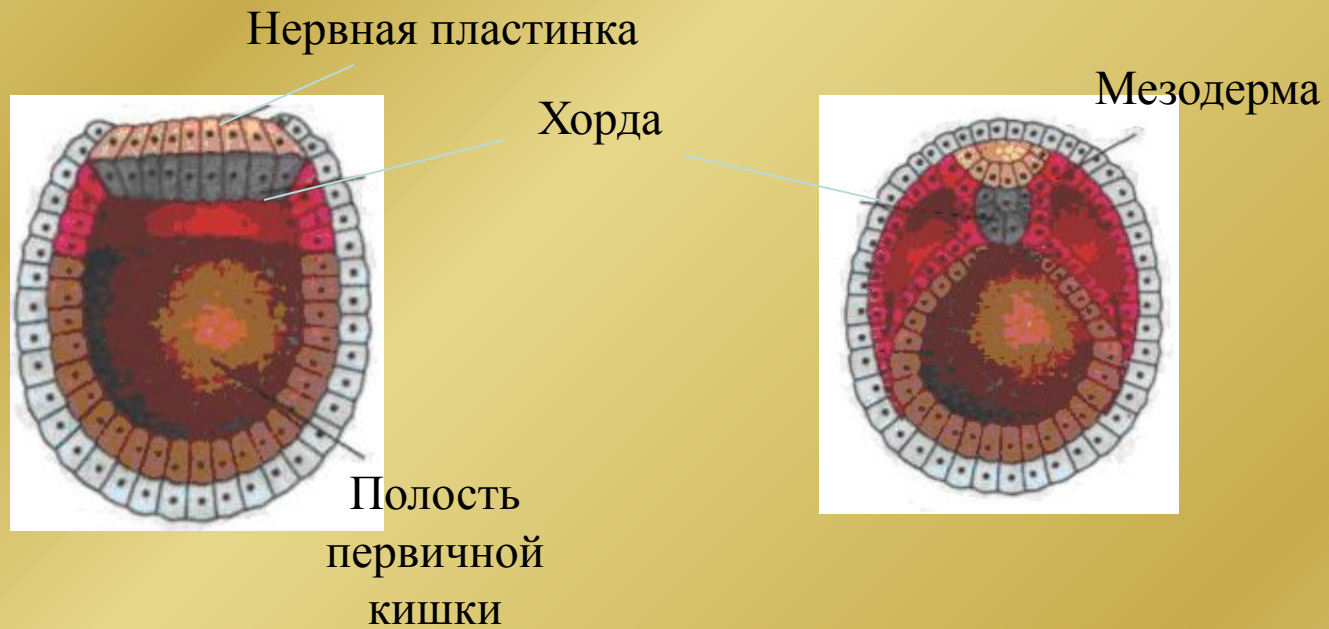 Нервная пластинка
Хорда
Мезодерма
Полость
первичной
кишки